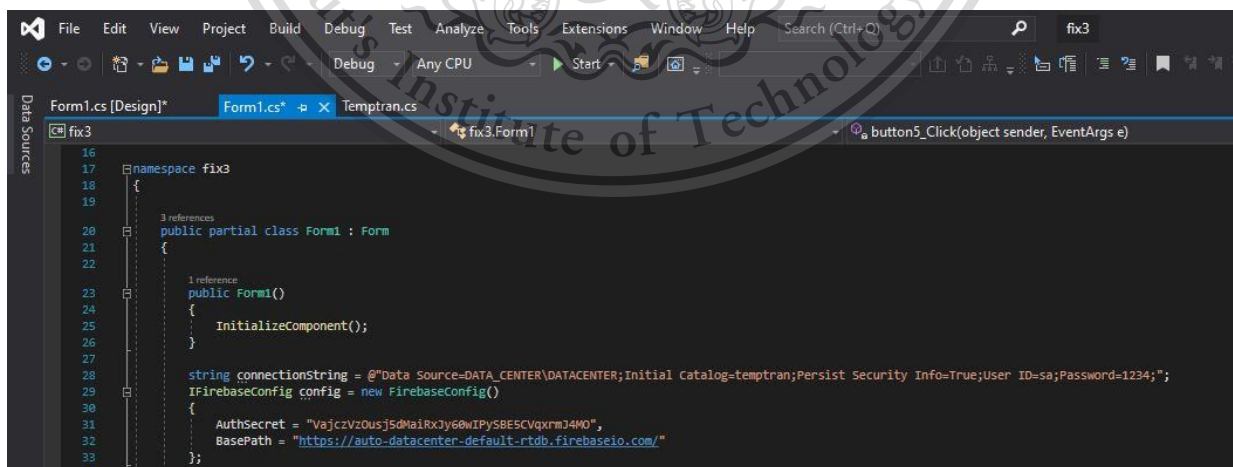 File Edit View Project Build Debug Test Analyze Tools Extensions Window Help Search (Ctrl+Q) fix3
Debug Any CPU Start
Data Sources
Form1.cs [Design]* Form1.cs* Temptran.cs
C# fix3 fix3.Form1 button5_Click(object sender, EventArgs e)
's Institute of Technology
16
17 namespace fix3
18 {
19
3 references
20 public partial class Form1 : Form
21 {
22
1 reference
23 public Form1()
24 {
25 InitializeComponent();
26 }
27
28 string connectionString = @"Data Source=DATA_CENTER\DATACENTER;Initial Catalog=temptran;Persist Security Info=True;User ID=sa;Password=1234;";
29 IFirebaseConfig config = new FirebaseConfig()
30 {
31 AuthSecret = "VajczVzOusj5dMaiRxJy60wIPySBE5CVqxrmJ4MO",
32 BasePath = "https://auto-datacenter-default-rtdb.firebaseio.com/"
33 };